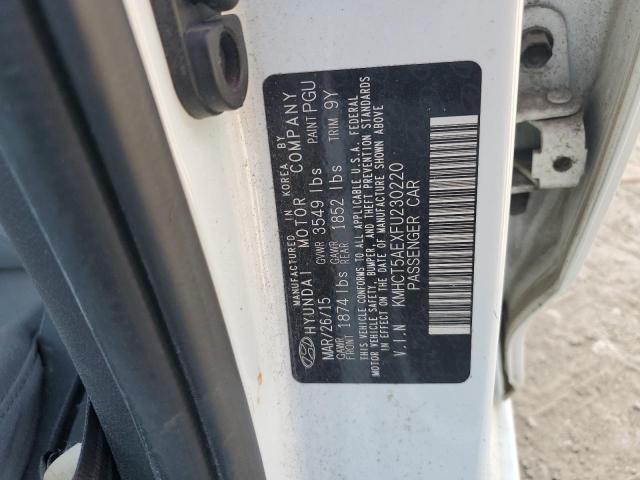 MANUFACTURED IN KOREA BY
HYUNDAI MOTOR COMPANY
MAR/26/15 GVWR 3549 lbs PAINT PGU
GAWR FRONT 1874 lbs GAWR REAR 1852 lbs TRIM 9Y
THIS VEHICLE CONFORMS TO ALL APPLICABLE U.S.A. FEDERAL
MOTOR VEHICLE SAFETY, BUMPER, AND THEFT PREVENTION STANDARDS
IN EFFECT ON THE DATE OF MANUFACTURE SHOWN ABOVE
V.I.N KMHCT5AEXFU230220
PASSENGER CAR